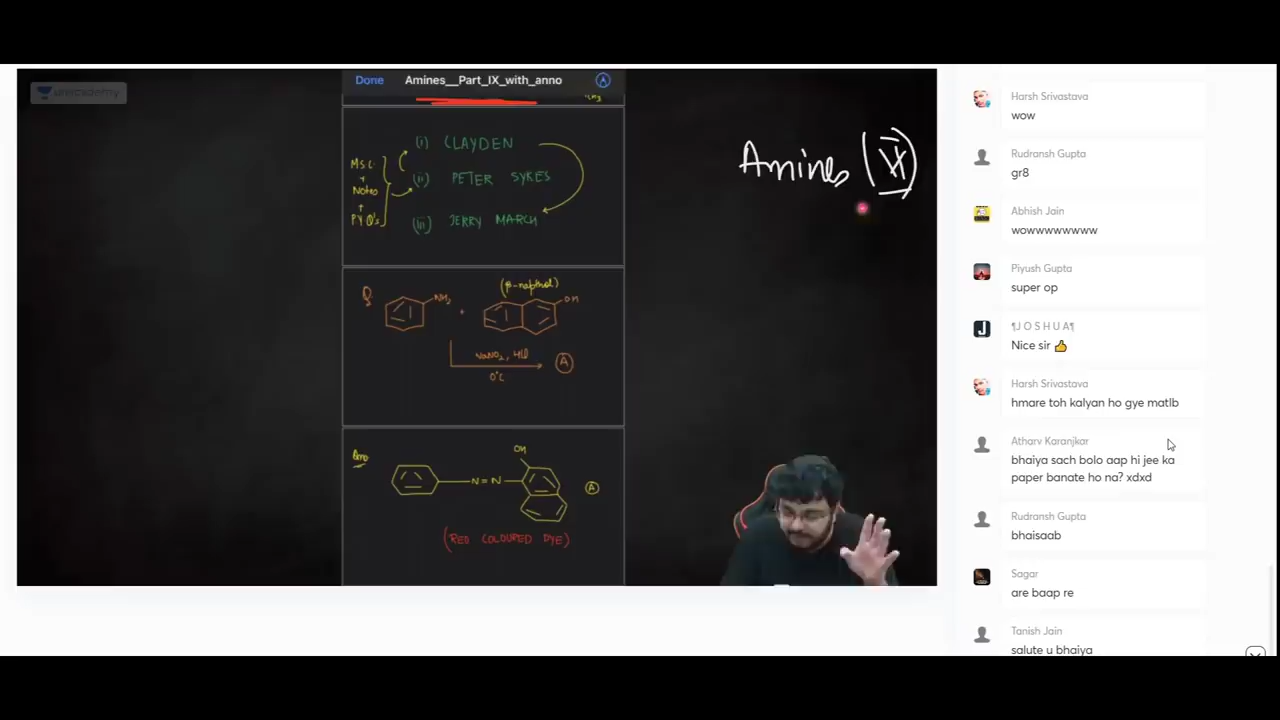 unacademy
Done Amines__Part_IX_with_anno
CH3
(i) CLAYDEN
(ii) PETER SYKES
(iii) JERRY MARCH
M.S.C.
+
Notes
+
PYQ's
Q.
NH2
+
(β-napthol)
OH
NaNO2, HCl
0°C
A
Ans
N=N
OH
A
(RED COLOURED DYE)
Amines
Harsh Srivastava
wow
Rudransh Gupta
gr8
Abhish Jain
wowwwwwwww
Piyush Gupta
super op
¶J O S H U A¶
Nice sir 👍
Harsh Srivastava
hmare toh kalyan ho gye matlb
Atharv Karanjkar
bhaiya sach bolo aap hi jee ka
paper banate ho na? xdxd
Rudransh Gupta
bhaisaab
Sagar
are baap re
Tanish Jain
salute u bhaiya